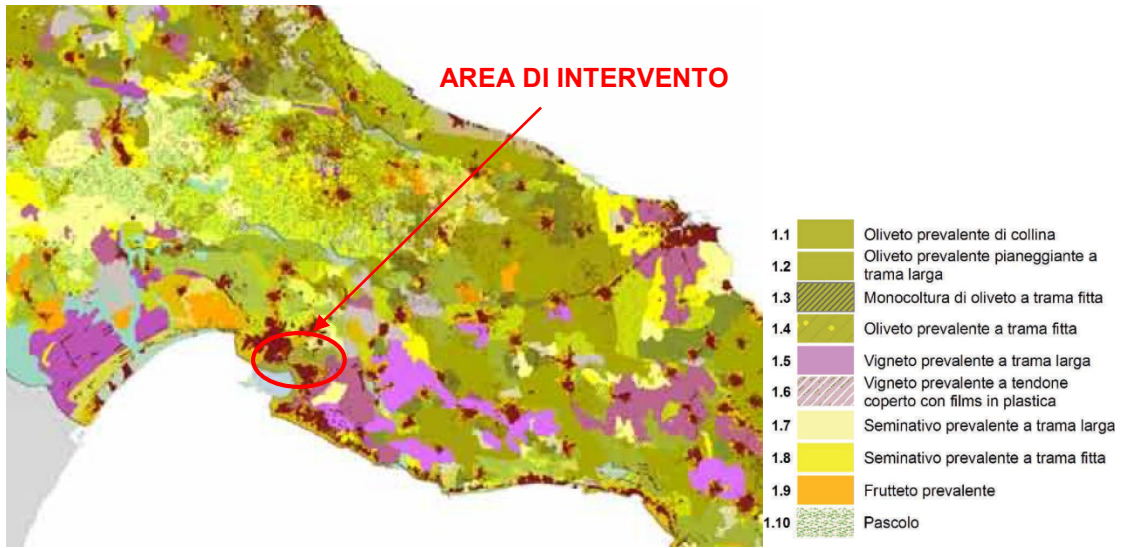 AREA DI INTERVENTO
1.1 Oliveto prevalente di collina
1.2 Oliveto prevalente pianeggiante a
trama larga
1.3 Monocoltura di oliveto a trama fitta
1.4 Oliveto prevalente a trama fitta
1.5 Vigneto prevalente a trama larga
1.6 Vigneto prevalente a tendone
coperto con films in plastica
1.7 Seminativo prevalente a trama larga
1.8 Seminativo prevalente a trama fitta
1.9 Frutteto prevalente
1.10 Pascolo